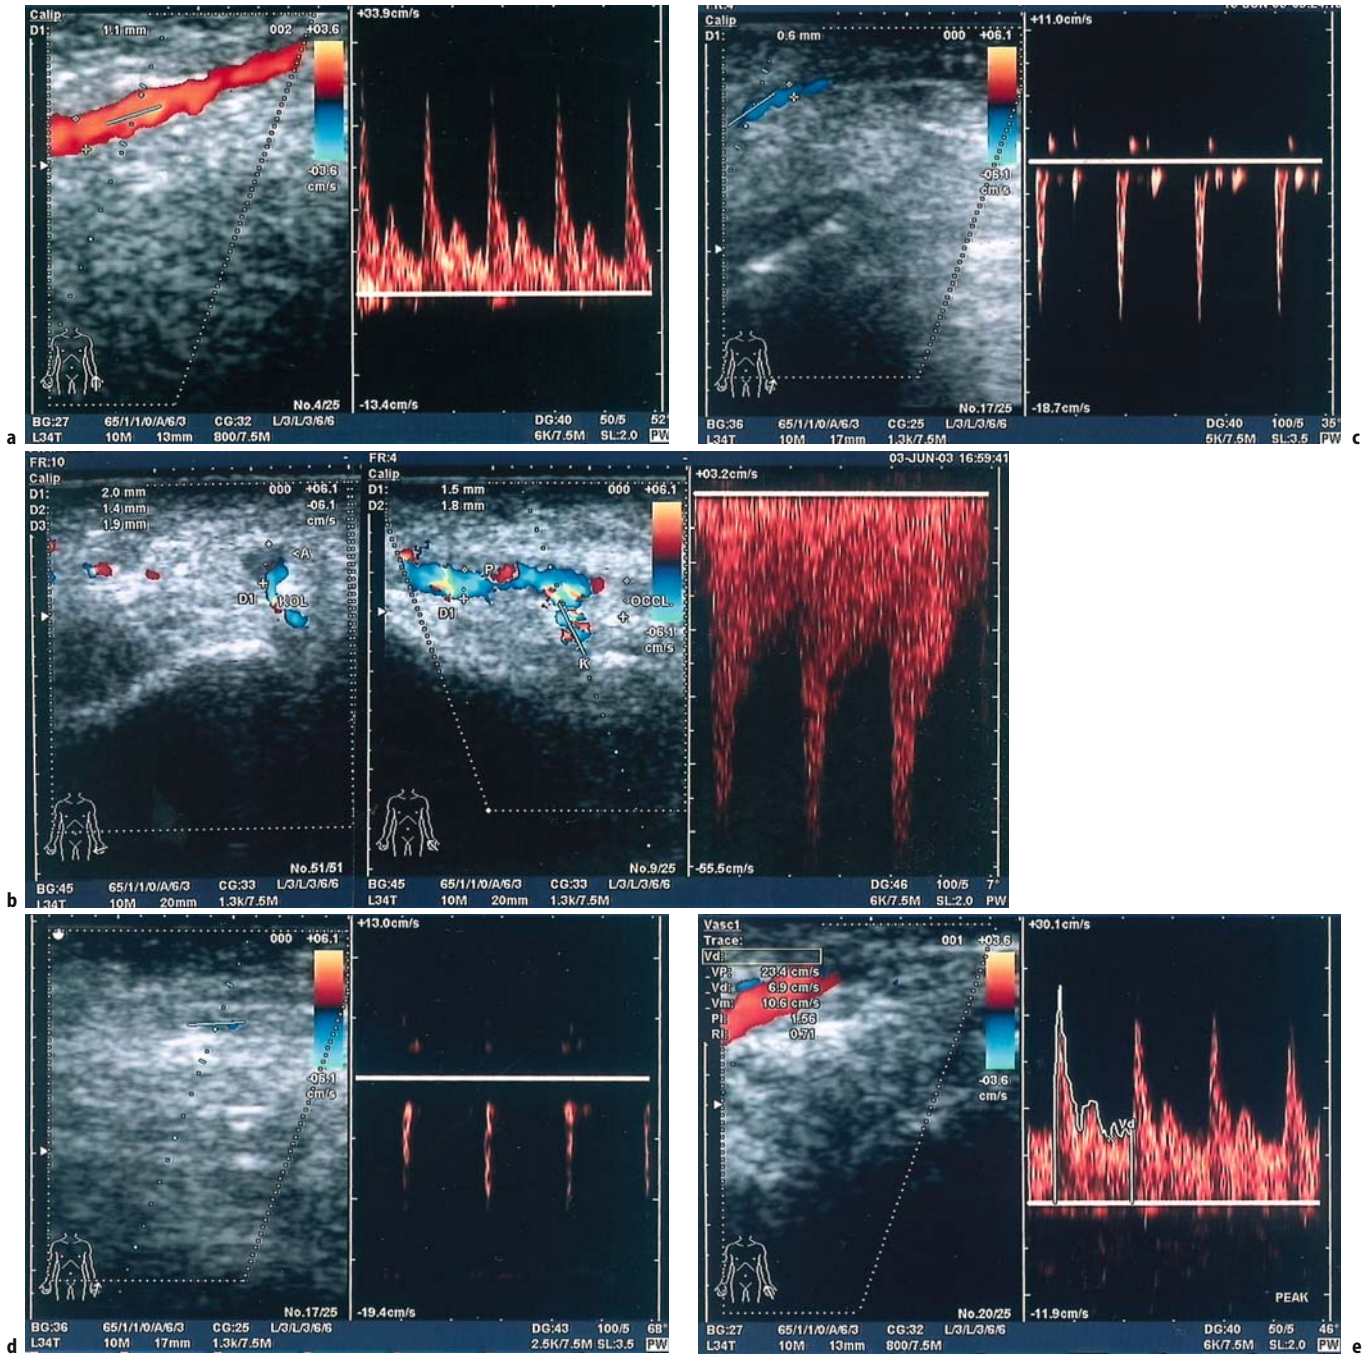 Calip
D1: 1.1 mm 002 +03.6
-03.6
cm/s
No.4/25
+33.9cm/s
-13.4cm/s
BG:27 65/1/1/0/A/6/3 CG:32 L/3/L/3/6/6 DG:40 50/5 52°
L34T 10M 13mm 800/7.5M 6K/7.5M SL:2.0 PW
a
Calip
D1: 0.6 mm 000 +06.1
-06.1
cm/s
No.17/25
+11.0cm/s
-18.7cm/s
BG:36 65/1/1/0/A/6/3 CG:25 L/3/L/3/6/6 DG:40 100/5 35°
L34T 10M 17mm 1.3k/7.5M 5K/7.5M SL:3.5 PW
c
FR:10
Calip
D1: 2.0 mm 000 +06.1
D2: 1.4 mm -06.1
D3: 1.9 mm cm/s
<A
D1 KOL
No.51/51
BG:45 65/1/1/0/A/6/3 CG:33 L/3/L/3/6/6
L34T 10M 20mm 1.3k/7.5M
FR:4 03-JUN-03 16:59:41
Calip
D1: 1.5 mm 000 +06.1
D2: 1.8 mm
P
D1 OCCL.
K
-06.1
cm/s
No.9/25
+03.2cm/s
-55.5cm/s
BG:45 65/1/1/0/A/6/3 CG:33 L/3/L/3/6/6 DG:46 100/5 7°
L34T 10M 20mm 1.3k/7.5M 6K/7.5M SL:2.0 PW
b
000 +06.1
-06.1
cm/s
No.17/25
+13.0cm/s
-19.4cm/s
BG:36 65/1/1/0/A/6/3 CG:25 L/3/L/3/6/6 DG:43 100/5 68°
L34T 10M 17mm 1.3k/7.5M 2.5K/7.5M SL:3.5 PW
d
Vasc1
Trace: 001 +03.6
Vd:
VP: 23.4 cm/s
Vd: 6.9 cm/s
Vm: 10.6 cm/s
PI: 1.56
RI: 0.71
-03.6
cm/s
No.20/25
+30.1cm/s
Vd
PEAK
-11.9cm/s
BG:27 65/1/1/0/A/6/3 CG:32 L/3/L/3/6/6 DG:40 50/5 46°
L34T 10M 13mm 800/7.5M 6K/7.5M SL:2.0 PW
e